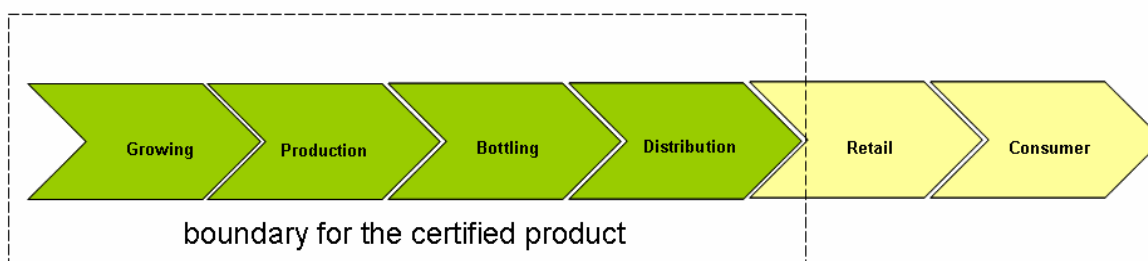 Growing Production Bottling Distribution Retail Consumer
boundary for the certified product